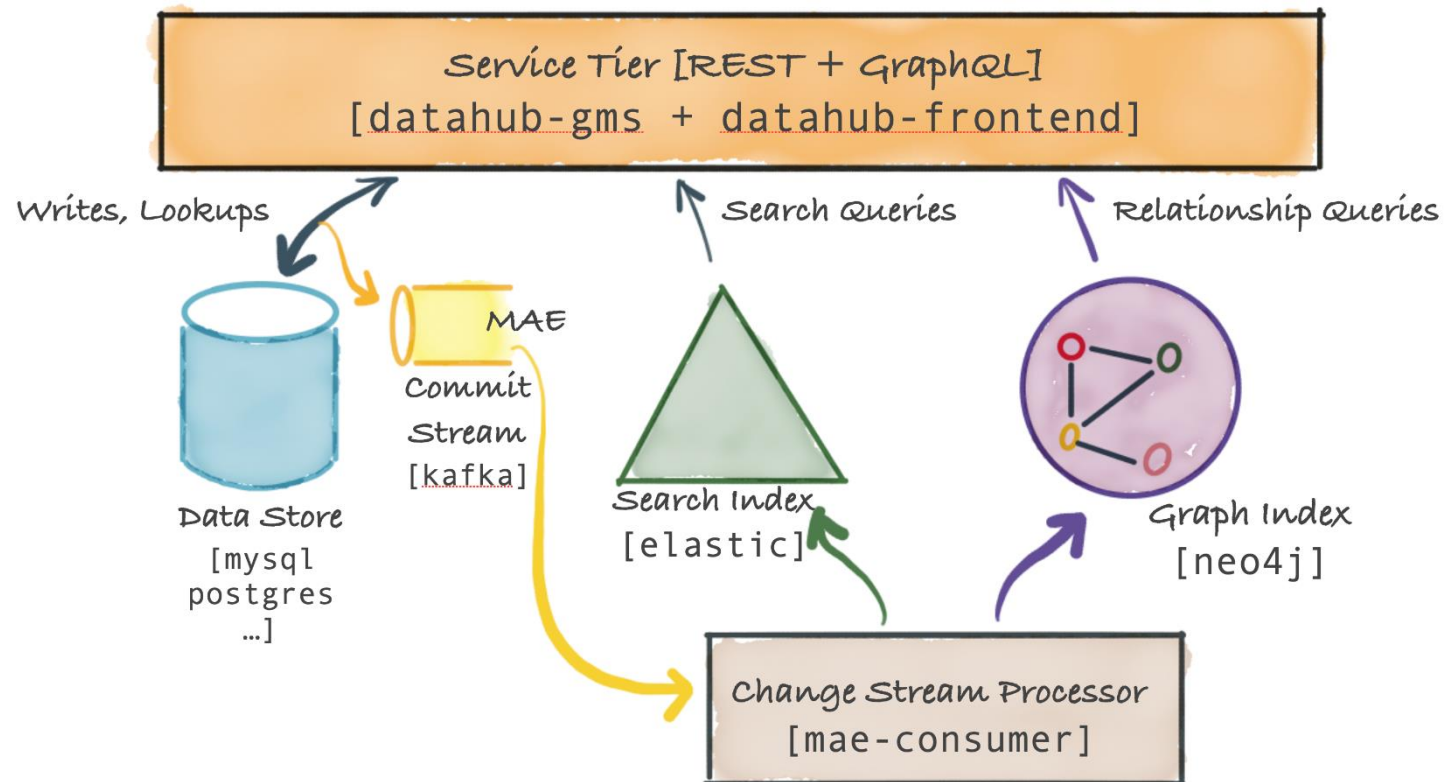 Service Tier [REST + GraphQL]
[datahub-gms + datahub-frontend]
Writes, Lookups
Search Queries
Relationship Queries
MAE
Commit
Stream
[kafka]
Data Store
[mysql
postgres
…]
Search Index
[elastic]
Graph Index
[neo4j]
Change Stream Processor
[mae-consumer]